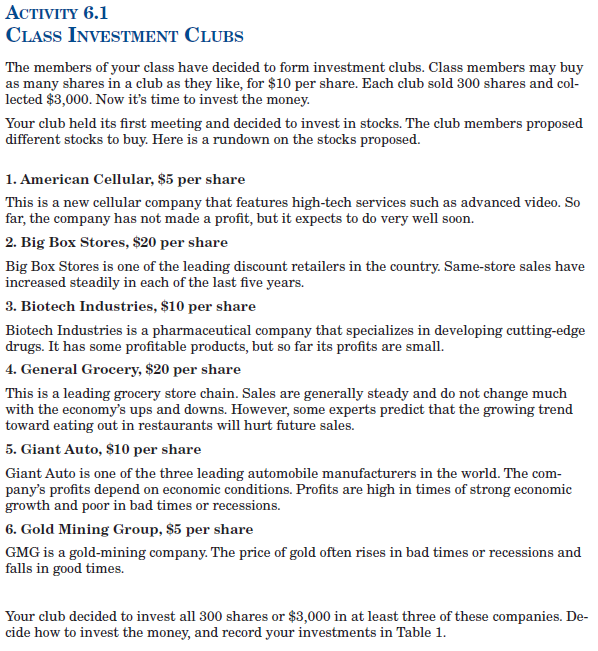 ACTIVITY 6.1
CLASS INVESTMENT CLUBS
The members of your class have decided to form investment clubs. Class members may buy
as many shares in a club as they like, for $10 per share. Each club sold 300 shares and col-
lected $3,000. Now it's time to invest the money.
Your club held its first meeting and decided to invest in stocks. The club members proposed
different stocks to buy. Here is a rundown on the stocks proposed.
1. American Cellular, $5 per share
This is a new cellular company that features high-tech services such as advanced video. So
far, the company has not made a profit, but it expects to do very well soon.
2. Big Box Stores, $20 per share
Big Box Stores is one of the leading discount retailers in the country. Same-store sales have
increased steadily in each of the last five years.
3. Biotech Industries, $10 per share
Biotech Industries is a pharmaceutical company that specializes in developing cutting-edge
drugs. It has some profitable products, but so far its profits are small.
4. General Grocery, $20 per share
This is a leading grocery store chain. Sales are generally steady and do not change much
with the economy's ups and downs. However, some experts predict that the growing trend
toward eating out in restaurants will hurt future sales.
5. Giant Auto, $10 per share
Giant Auto is one of the three leading automobile manufacturers in the world. The com-
pany's profits depend on economic conditions. Profits are high in times of strong economic
growth and poor in bad times or recessions.
6. Gold Mining Group, $5 per share
GMG is a gold-mining company. The price of gold often rises in bad times or recessions and
falls in good times.
Your club decided to invest all 300 shares or $3,000 in at least three of these companies. De-
cide how to invest the money, and record your investments in Table 1.